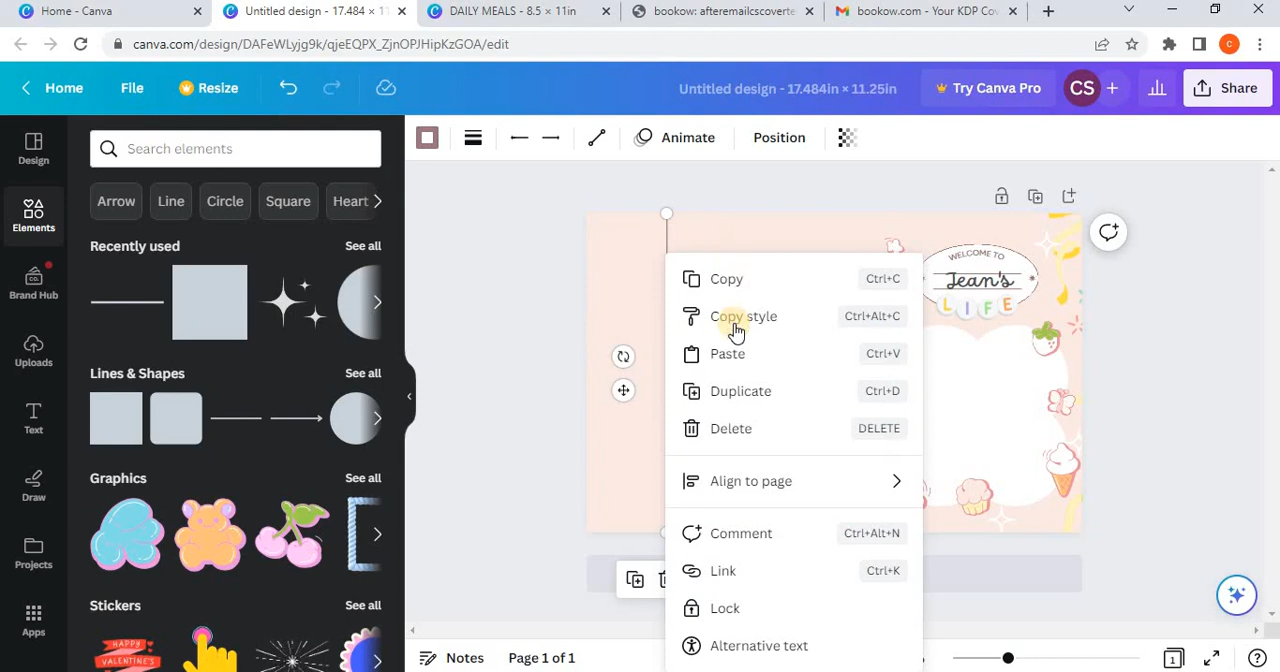 Home - Canva
Untitled design - 17.484 × 1
DAILY MEALS - 8.5 × 11in
bookow: afteremailcscoverte
bookow.com - Your KDP Cov
canva.com/design/DAFeWLyjg9k/qjeEQPX_ZjnOPJHipKzGOA/edit
C
Home
File
Resize
Untitled design - 17.484in × 11.25in
Try Canva Pro
CS
Share
Design
Elements
Brand Hub
Uploads
Text
Draw
Projects
Apps
Search elements
Arrow
Line
Circle
Square
Heart
Recently used
See all
Lines & Shapes
See all
Graphics
See all
Stickers
See all
HAPPY
VALENTINE'S
Animate
Position
WELCOME TO
Jean's
LIFE
Copy Ctrl+C
Copy style Ctrl+Alt+C
Paste Ctrl+V
Duplicate Ctrl+D
Delete DELETE
Align to page
Comment Ctrl+Alt+N
Link Ctrl+K
Lock
Alternative text
Notes
Page 1 of 1
1